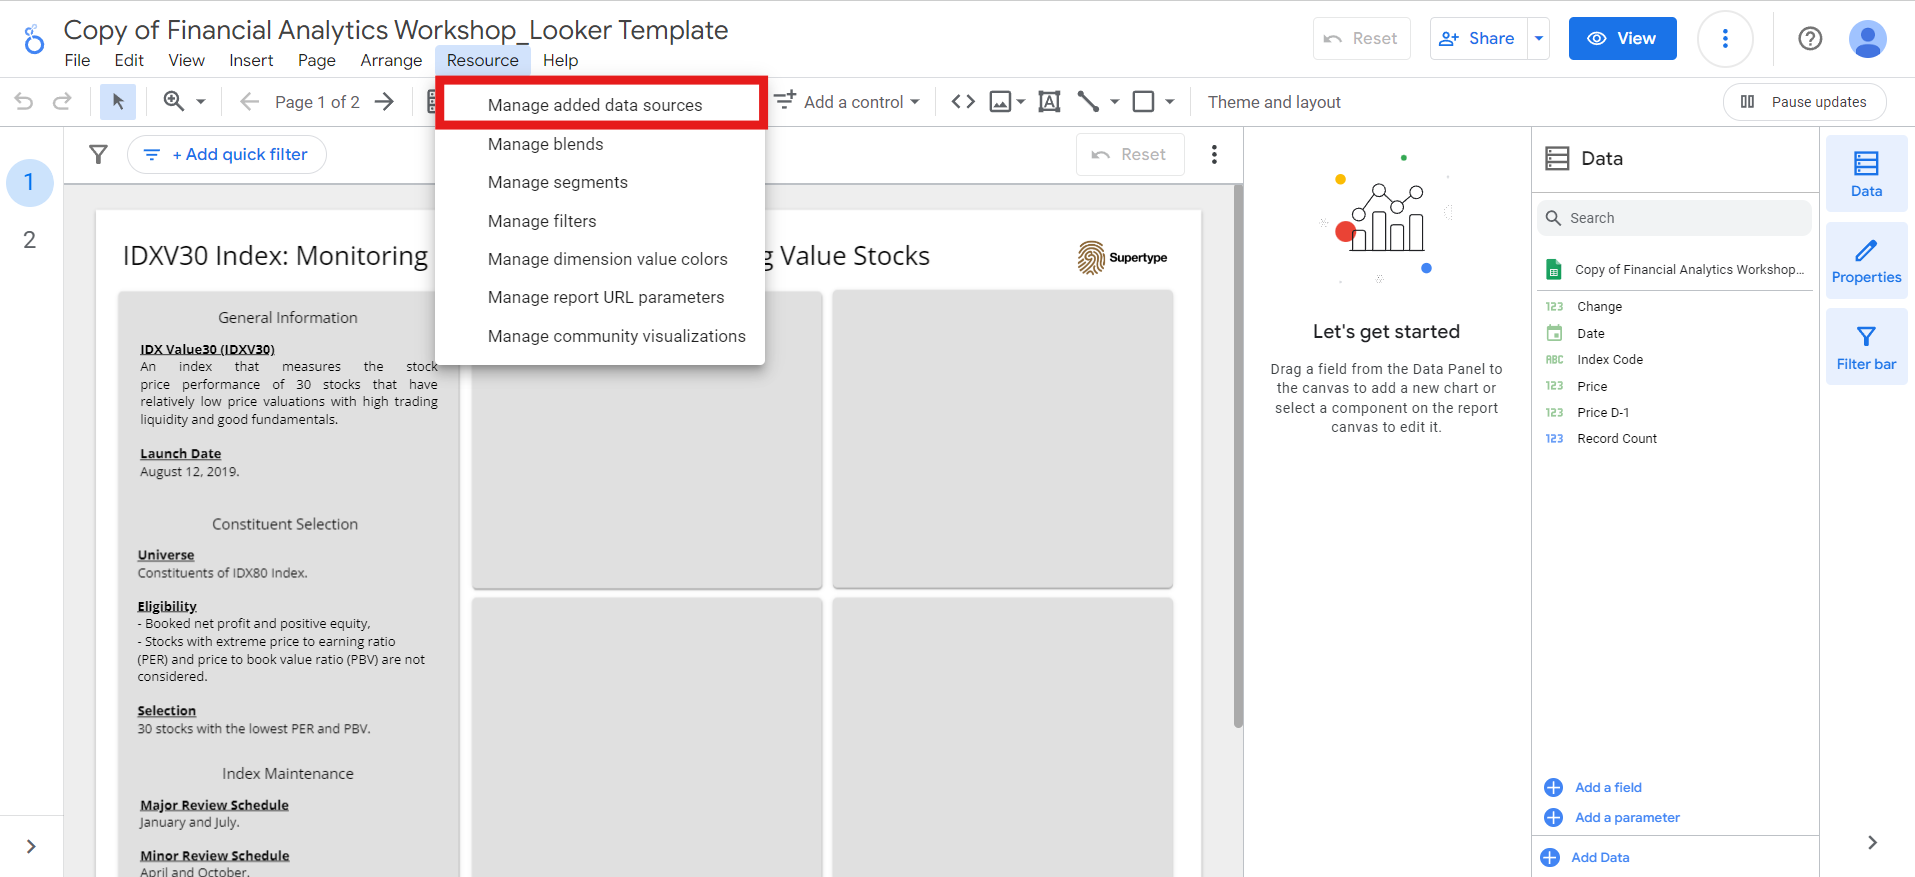 Copy of Financial Analytics Workshop_Looker Template
File Edit View Insert Page Arrange Resource Help
Reset
Share
View
Page 1 of 2
Add a control
Theme and layout
Pause updates
Manage added data sources
Manage blends
Manage segments
Manage filters
Manage dimension value colors
Manage report URL parameters
Manage community visualizations
+ Add quick filter
Reset
1
2
IDXV30 Index: Monitoring
g Value Stocks
Supertype
General Information
IDX Value30 (IDXV30)
An index that measures the stock
price performance of 30 stocks that have
relatively low price valuations with high trading
liquidity and good fundamentals.
Launch Date
August 12, 2019.
Constituent Selection
Universe
Constituents of IDX80 Index.
Eligibility
- Booked net profit and positive equity,
- Stocks with extreme price to earning ratio
(PER) and price to book value ratio (PBV) are not
considered.
Selection
30 stocks with the lowest PER and PBV.
Index Maintenance
Major Review Schedule
January and July.
Minor Review Schedule
April and October.
Let's get started
Drag a field from the Data Panel to
the canvas to add a new chart or
select a component on the report
canvas to edit it.
Data
Search
Copy of Financial Analytics Workshop...
123 Change
Date
ABC Index Code
123 Price
123 Price D-1
123 Record Count
Add a field
Add a parameter
Add Data
Data
Properties
Filter bar